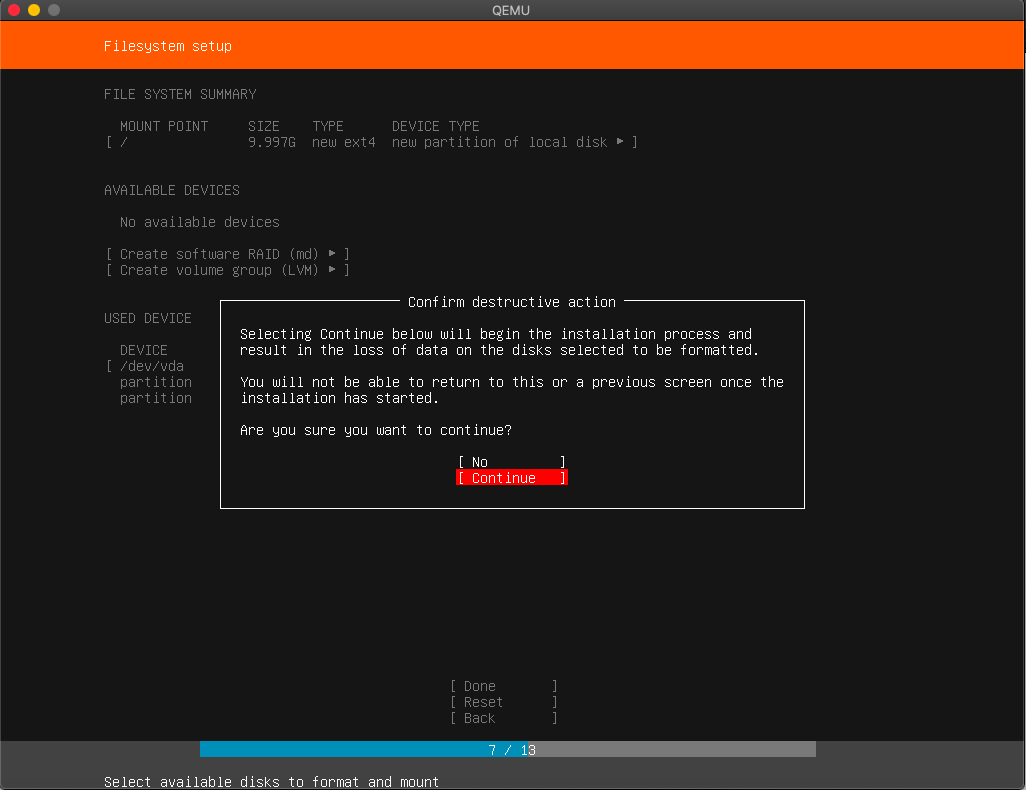 QEMU
Filesystem setup
FILE SYSTEM SUMMARY
MOUNT POINT     SIZE    TYPE      DEVICE TYPE
[ /               9.997G  new ext4  new partition of local disk ▸ ]
AVAILABLE DEVICES
No available devices
[ Create software RAID (md) ▸ ]
[ Create volume group (LVM) ▸ ]
USED DEVICE
DEVICE
[ /dev/vda
partition
partition
Confirm destructive action
Selecting Continue below will begin the installation process and
result in the loss of data on the disks selected to be formatted.
You will not be able to return to this or a previous screen once the
installation has started.
Are you sure you want to continue?
[ No         ]
[ Continue   ]
[ Done       ]
[ Reset      ]
[ Back       ]
7 / 13
Select available disks to format and mount